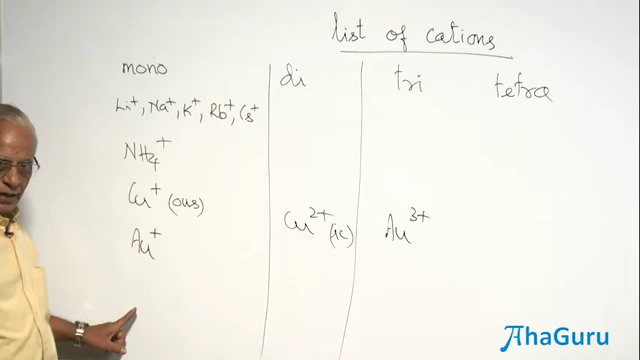 list of cations
mono di tri tetra
Li⁺, Na⁺, K⁺, Rb⁺, Cs⁺
NH₄⁺
Cu⁺ (ous) Cu²⁺ (ic)
Au⁺ Au³⁺
AhaGuru